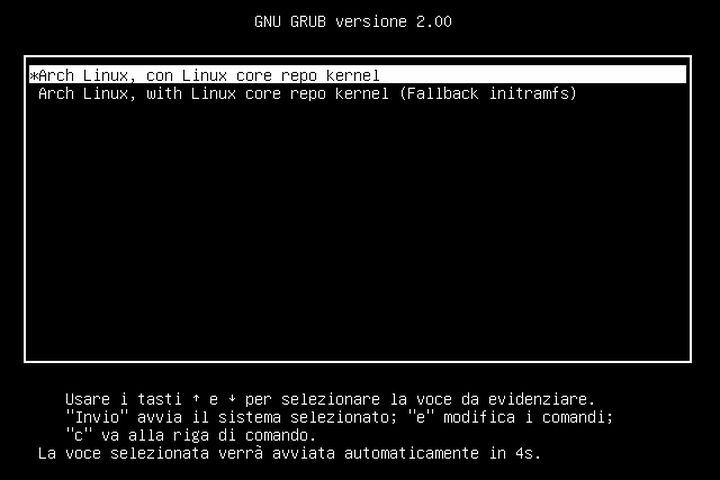 GNU GRUB versione 2.00
*Arch Linux, con Linux core repo kernel
Arch Linux, with Linux core repo kernel (Fallback initramfs)
Usare i tasti ↑ e ↓ per selezionare la voce da evidenziare.
"Invio" avvia il sistema selezionato; "e" modifica i comandi;
"c" va alla riga di comando.
La voce selezionata verrà avviata automaticamente in 4s.